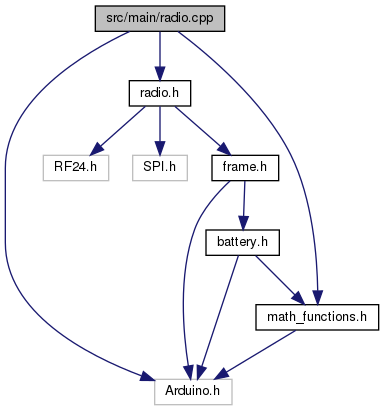 src/main/radio.cpp
radio.h
RF24.h
SPI.h
frame.h
battery.h
math_functions.h
Arduino.h